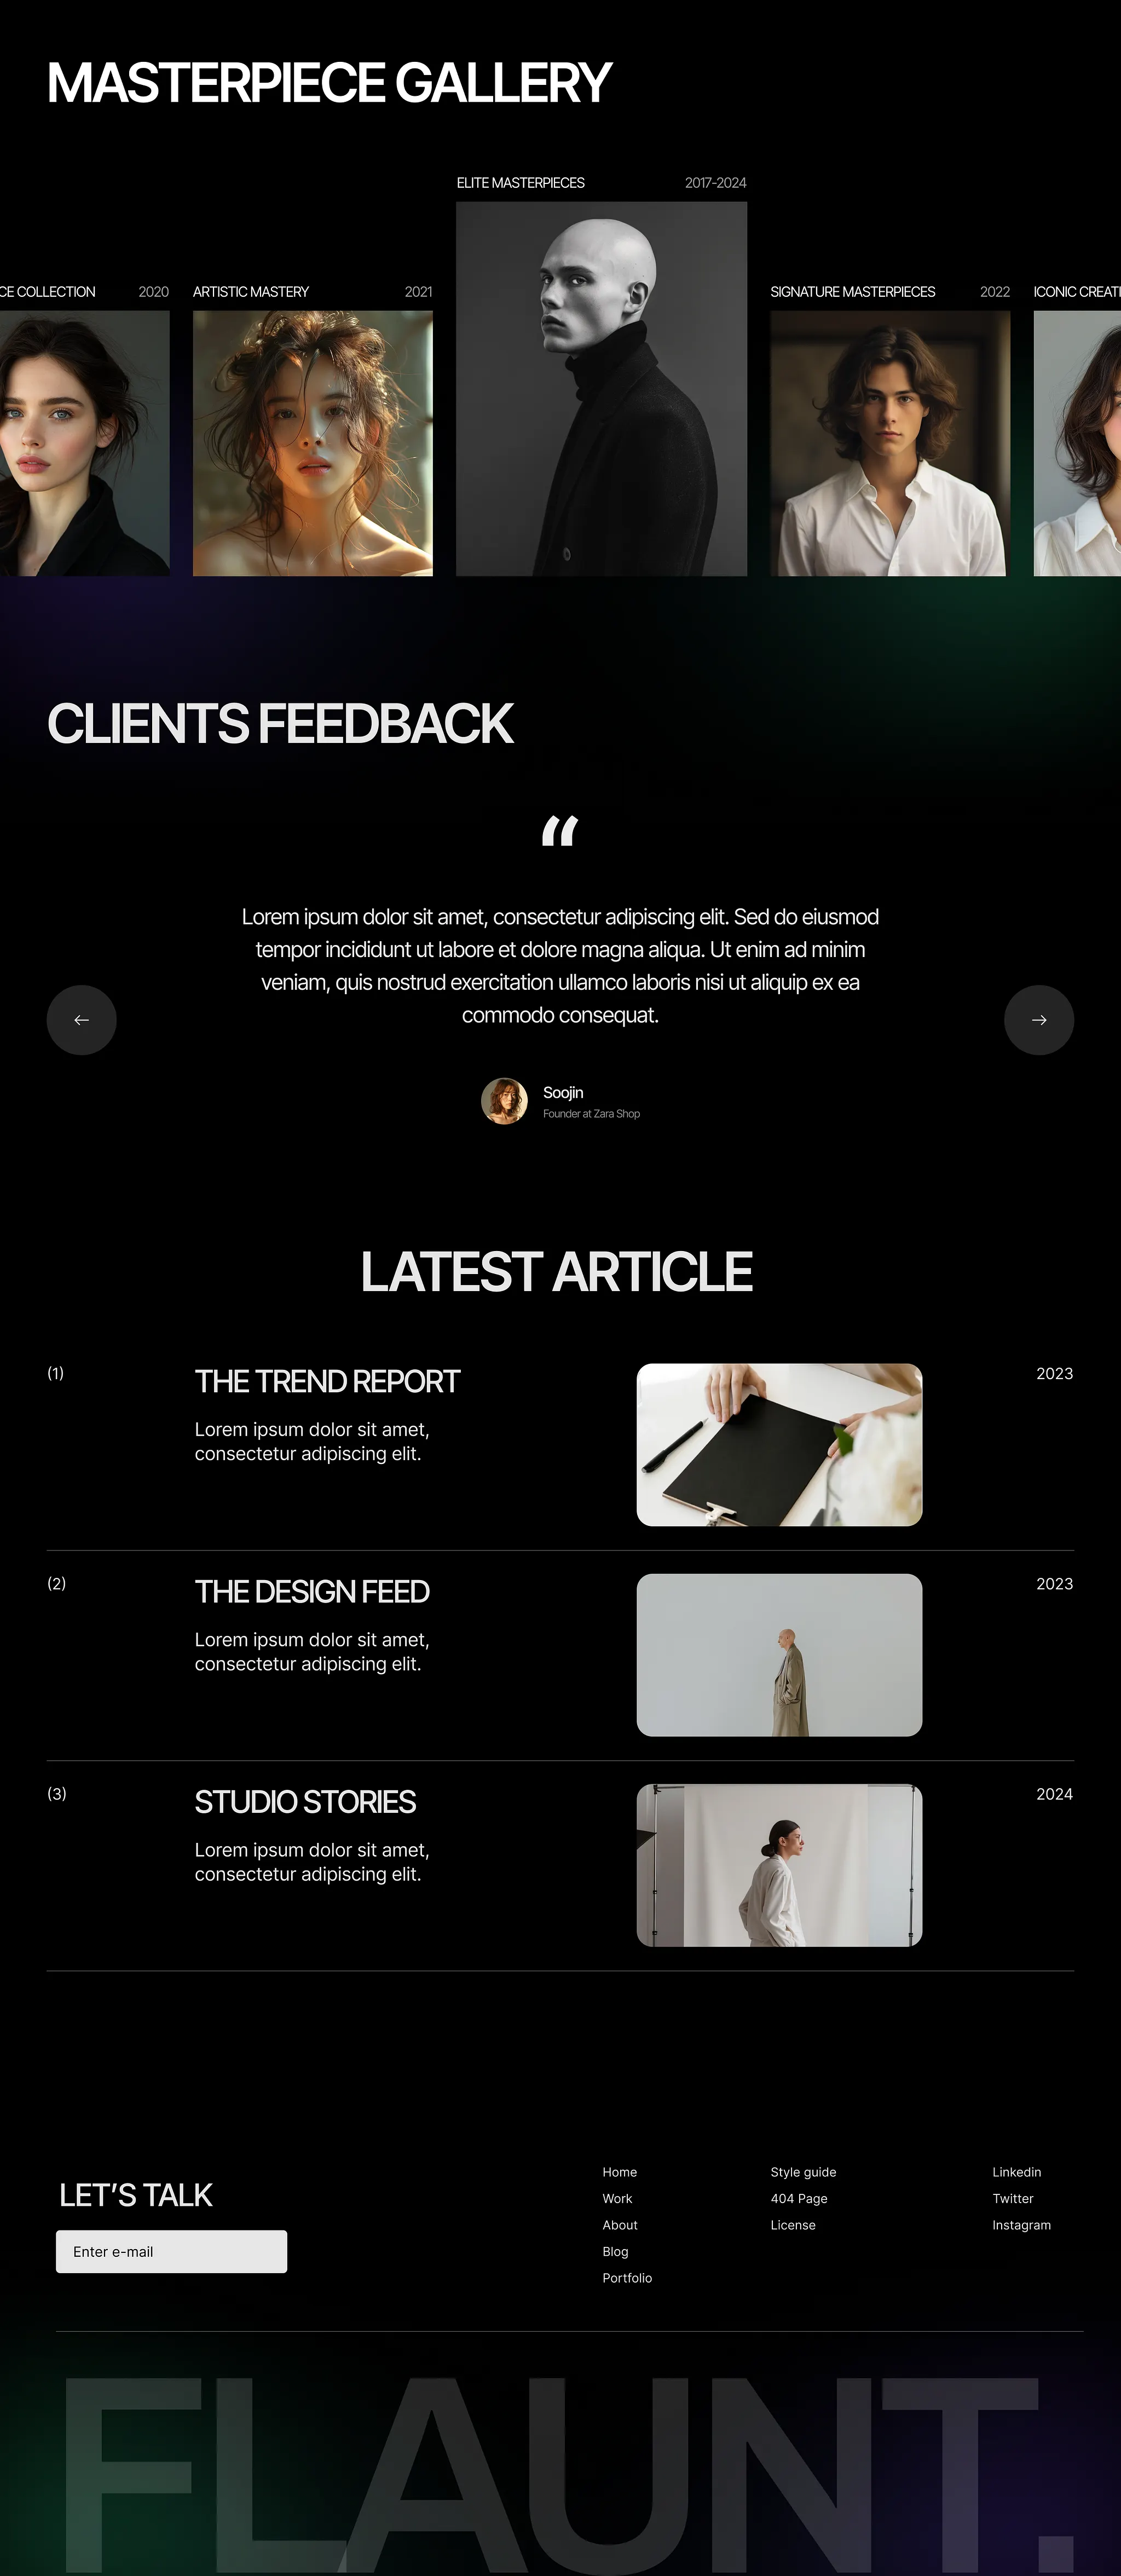 MASTERPIECE GALLERY
ELITE MASTERPIECES 2017-2024
CE COLLECTION 2020
ARTISTIC MASTERY 2021
SIGNATURE MASTERPIECES 2022
ICONIC CREATI
CLIENTS FEEDBACK
“
Lorem ipsum dolor sit amet, consectetur adipiscing elit. Sed do eiusmod
tempor incididunt ut labore et dolore magna aliqua. Ut enim ad minim
veniam, quis nostrud exercitation ullamco laboris nisi ut aliquip ex ea
commodo consequat.
Soojin
Founder at Zara Shop
LATEST ARTICLE
(1)
THE TREND REPORT
Lorem ipsum dolor sit amet,
consectetur adipiscing elit.
2023
(2)
THE DESIGN FEED
Lorem ipsum dolor sit amet,
consectetur adipiscing elit.
2023
(3)
STUDIO STORIES
Lorem ipsum dolor sit amet,
consectetur adipiscing elit.
2024
LET’S TALK
Enter e-mail
Home
Work
About
Blog
Portfolio
Style guide
404 Page
License
Linkedin
Twitter
Instagram
FLAUNT.